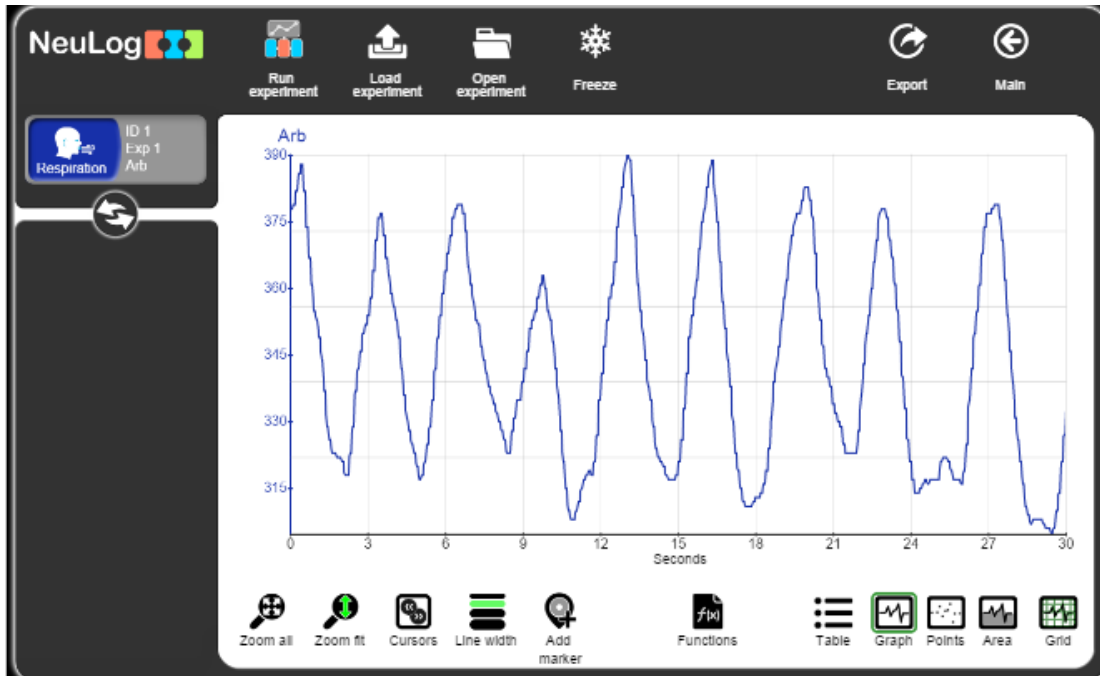 NeuLog
Run experiment
Load experiment
Open experiment
Freeze
Export
Main
Respiration
ID 1
Exp 1
Arb
Arb
390
375
360
345
330
315
0 3 6 9 12 15 18 21 24 27 30
Seconds
Zoom all
Zoom fit
Cursors
Line width
Add marker
f(x)
Functions
Table
Graph
Points
Area
Grid